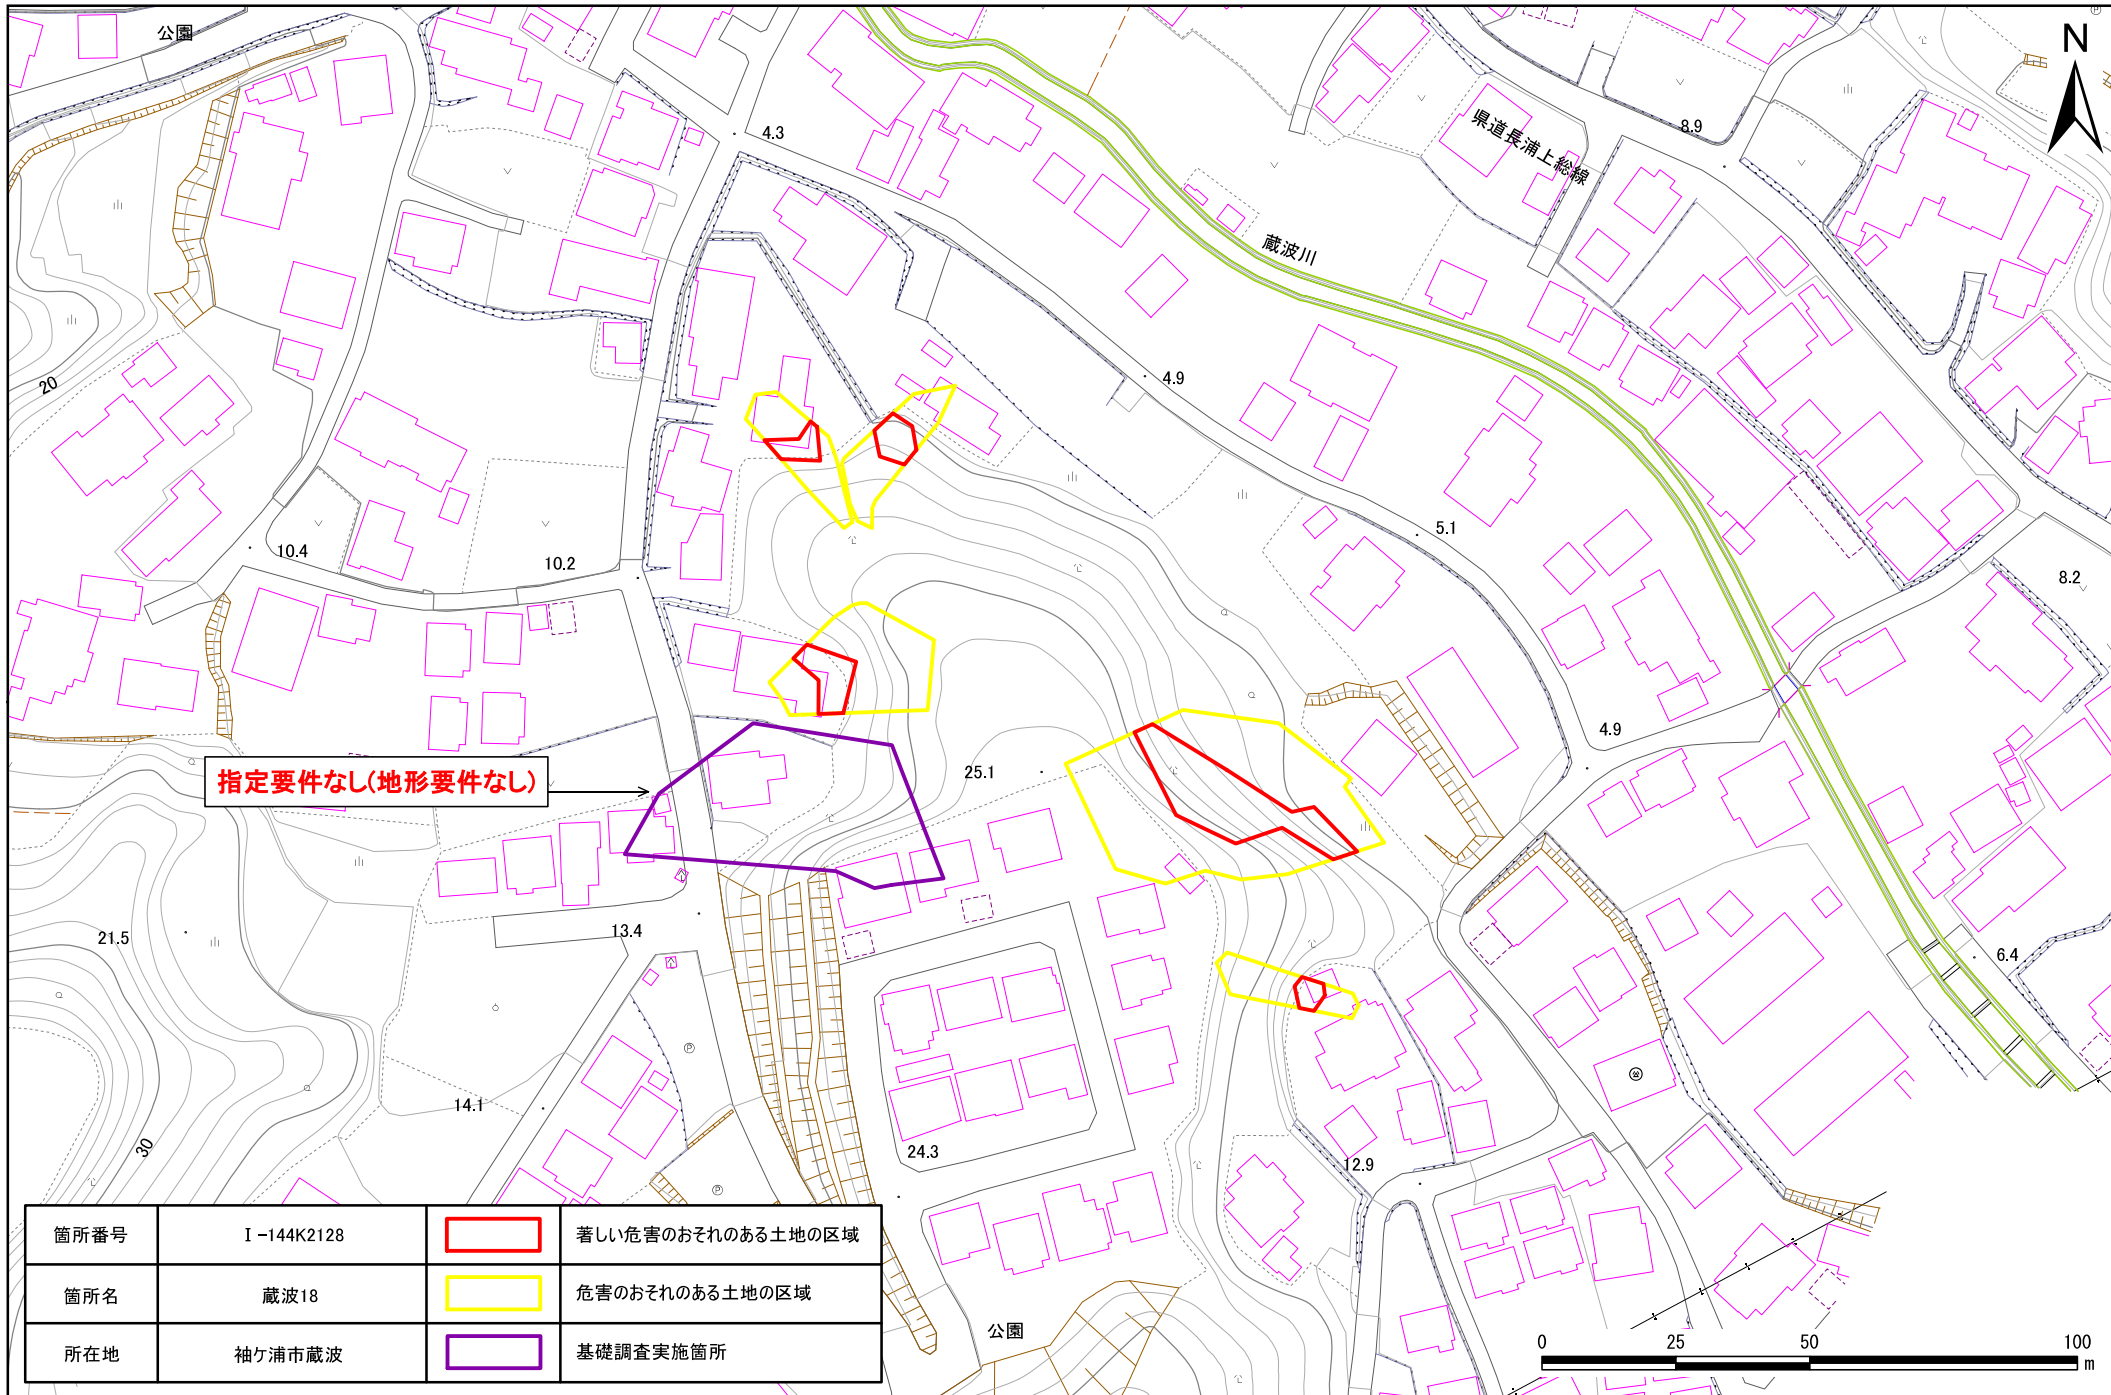 公園
N
4.3
8.9
県道長浦上総線
蔵波川
20
4.9
5.1
10.4
10.2
8.2
4.9
指定要件なし(地形要件なし)
25.1
21.5
13.4
6.4
14.1
30
24.3
12.9
公園
箇所番号 Ⅰ-144K2128 著しい危害のおそれのある土地の区域
箇所名 蔵波18 危害のおそれのある土地の区域
所在地 袖ケ浦市蔵波 基礎調査実施箇所
0 25 50 100
m